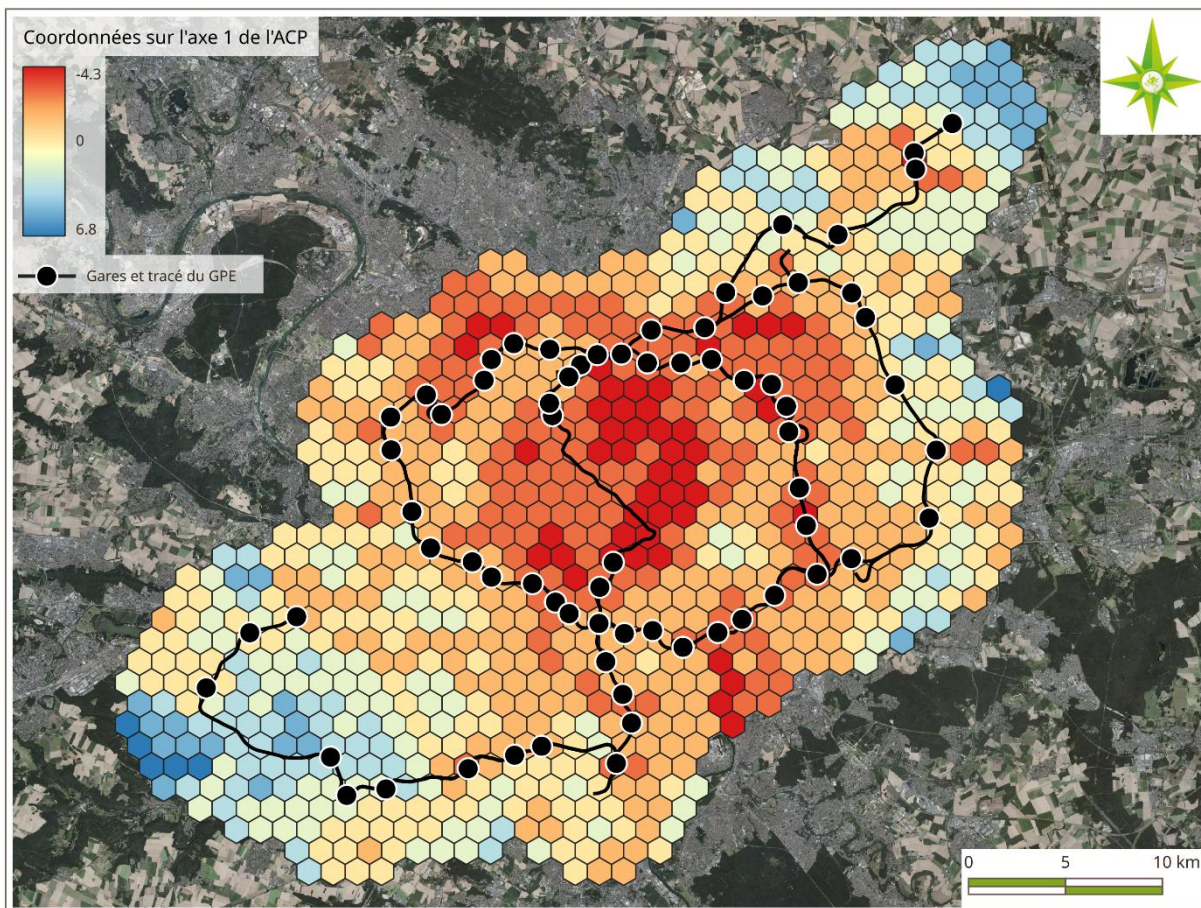 Coordonnées sur l'axe 1 de l'ACP
-4.3
0
6.8
Gares et tracé du GPE
0 5 10 km